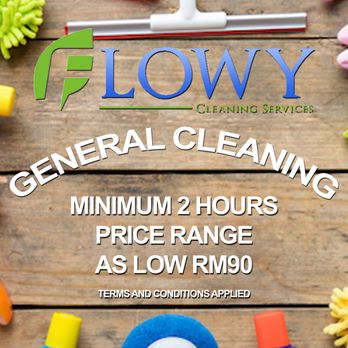 FLOWY
CLEANING SERVICES
GENERAL CLEANING
MINIMUM 2 HOURS
PRICE RANGE
AS LOW RM90
TERMS AND CONDITIONS APPLIED